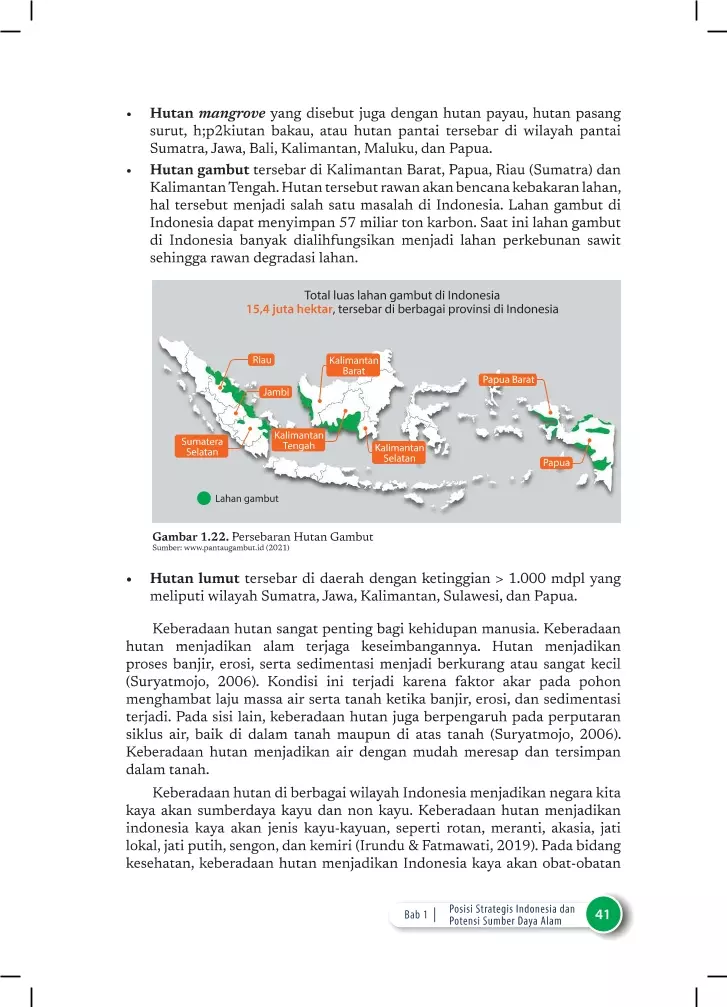 • Hutan mangrove yang disebut juga dengan hutan payau, hutan pasang
surut, h;p2kiutan bakau, atau hutan pantai tersebar di wilayah pantai
Sumatra, Jawa, Bali, Kalimantan, Maluku, dan Papua.
• Hutan gambut tersebar di Kalimantan Barat, Papua, Riau (Sumatra) dan
Kalimantan Tengah. Hutan tersebut rawan akan bencana kebakaran lahan,
hal tersebut menjadi salah satu masalah di Indonesia. Lahan gambut di
Indonesia dapat menyimpan 57 miliar ton karbon. Saat ini lahan gambut
di Indonesia banyak dialihfungsikan menjadi lahan perkebunan sawit
sehingga rawan degradasi lahan.
Total luas lahan gambut di Indonesia
15,4 juta hektar, tersebar di berbagai provinsi di Indonesia
Riau
Kalimantan
Barat
Papua Barat
Jambi
Sumatera
Selatan
Kalimantan
Tengah
Kalimantan
Selatan
Papua
Lahan gambut
Gambar 1.22. Persebaran Hutan Gambut
Sumber: www.pantaugambut.id (2021)
• Hutan lumut tersebar di daerah dengan ketinggian > 1.000 mdpl yang
meliputi wilayah Sumatra, Jawa, Kalimantan, Sulawesi, dan Papua.
Keberadaan hutan sangat penting bagi kehidupan manusia. Keberadaan
hutan menjadikan alam terjaga keseimbangannya. Hutan menjadikan
proses banjir, erosi, serta sedimentasi menjadi berkurang atau sangat kecil
(Suryatmojo, 2006). Kondisi ini terjadi karena faktor akar pada pohon
menghambat laju massa air serta tanah ketika banjir, erosi, dan sedimentasi
terjadi. Pada sisi lain, keberadaan hutan juga berpengaruh pada perputaran
siklus air, baik di dalam tanah maupun di atas tanah (Suryatmojo, 2006).
Keberadaan hutan menjadikan air dengan mudah meresap dan tersimpan
dalam tanah.
Keberadaan hutan di berbagai wilayah Indonesia menjadikan negara kita
kaya akan sumberdaya kayu dan non kayu. Keberadaan hutan menjadikan
indonesia kaya akan jenis kayu-kayuan, seperti rotan, meranti, akasia, jati
lokal, jati putih, sengon, dan kemiri (Irundu & Fatmawati, 2019). Pada bidang
kesehatan, keberadaan hutan menjadikan Indonesia kaya akan obat-obatan
Bab 1 | Posisi Strategis Indonesia dan
Potensi Sumber Daya Alam
41